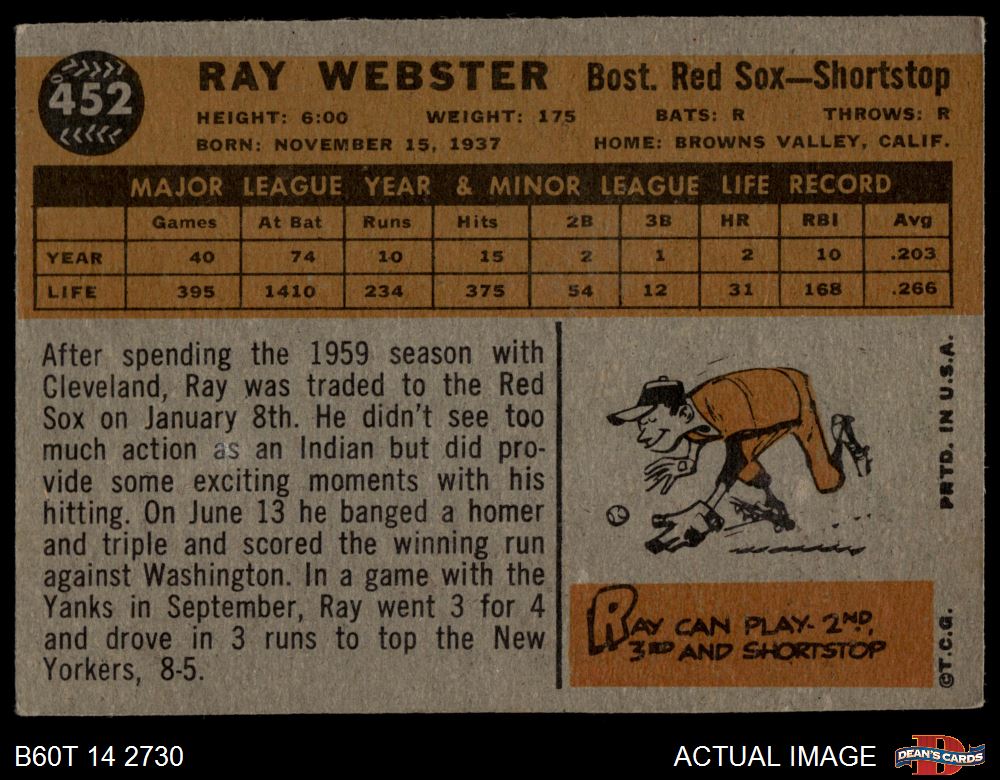 452
RAY WEBSTER Bost. Red Sox—Shortstop
HEIGHT: 6:00 WEIGHT: 175 BATS: R THROWS: R
BORN: NOVEMBER 15, 1937 HOME: BROWNS VALLEY, CALIF.
MAJOR LEAGUE YEAR & MINOR LEAGUE LIFE RECORD
Games At Bat Runs Hits 2B 3B HR RBI Avg
YEAR 40 74 10 15 2 1 2 10 .203
LIFE 395 1410 234 375 54 12 31 168 .266
After spending the 1959 season with
Cleveland, Ray was traded to the Red
Sox on January 8th. He didn't see too
much action as an Indian but did pro-
vide some exciting moments with his
hitting. On June 13 he banged a homer
and triple and scored the winning run
against Washington. In a game with the
Yanks in September, Ray went 3 for 4
and drove in 3 runs to top the New
Yorkers, 8-5.
RAY CAN PLAY 2ND,
3RD AND SHORTSTOP
©T.C.G. PRTD. IN U.S.A.
B60T 14 2730 ACTUAL IMAGE DEAN'S CARDS